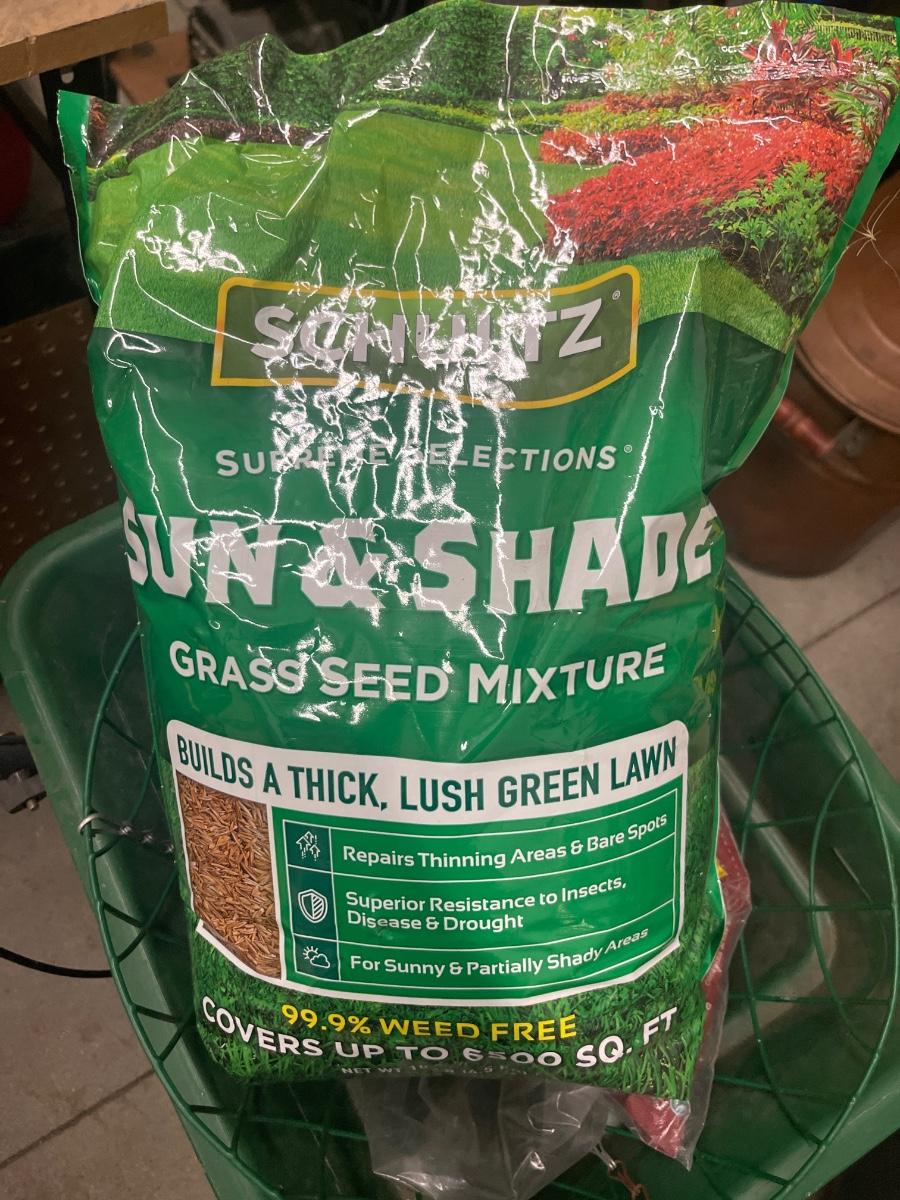 SCHULTZ®
SUPREME SELECTIONS®
SUN & SHADE
GRASS SEED MIXTURE
BUILDS A THICK, LUSH GREEN LAWN
Repairs Thinning Areas & Bare Spots
Superior Resistance to Insects,
Disease & Drought
For Sunny & Partially Shady Areas
99.9% WEED FREE
COVERS UP TO 6500 SQ. FT
NET WT